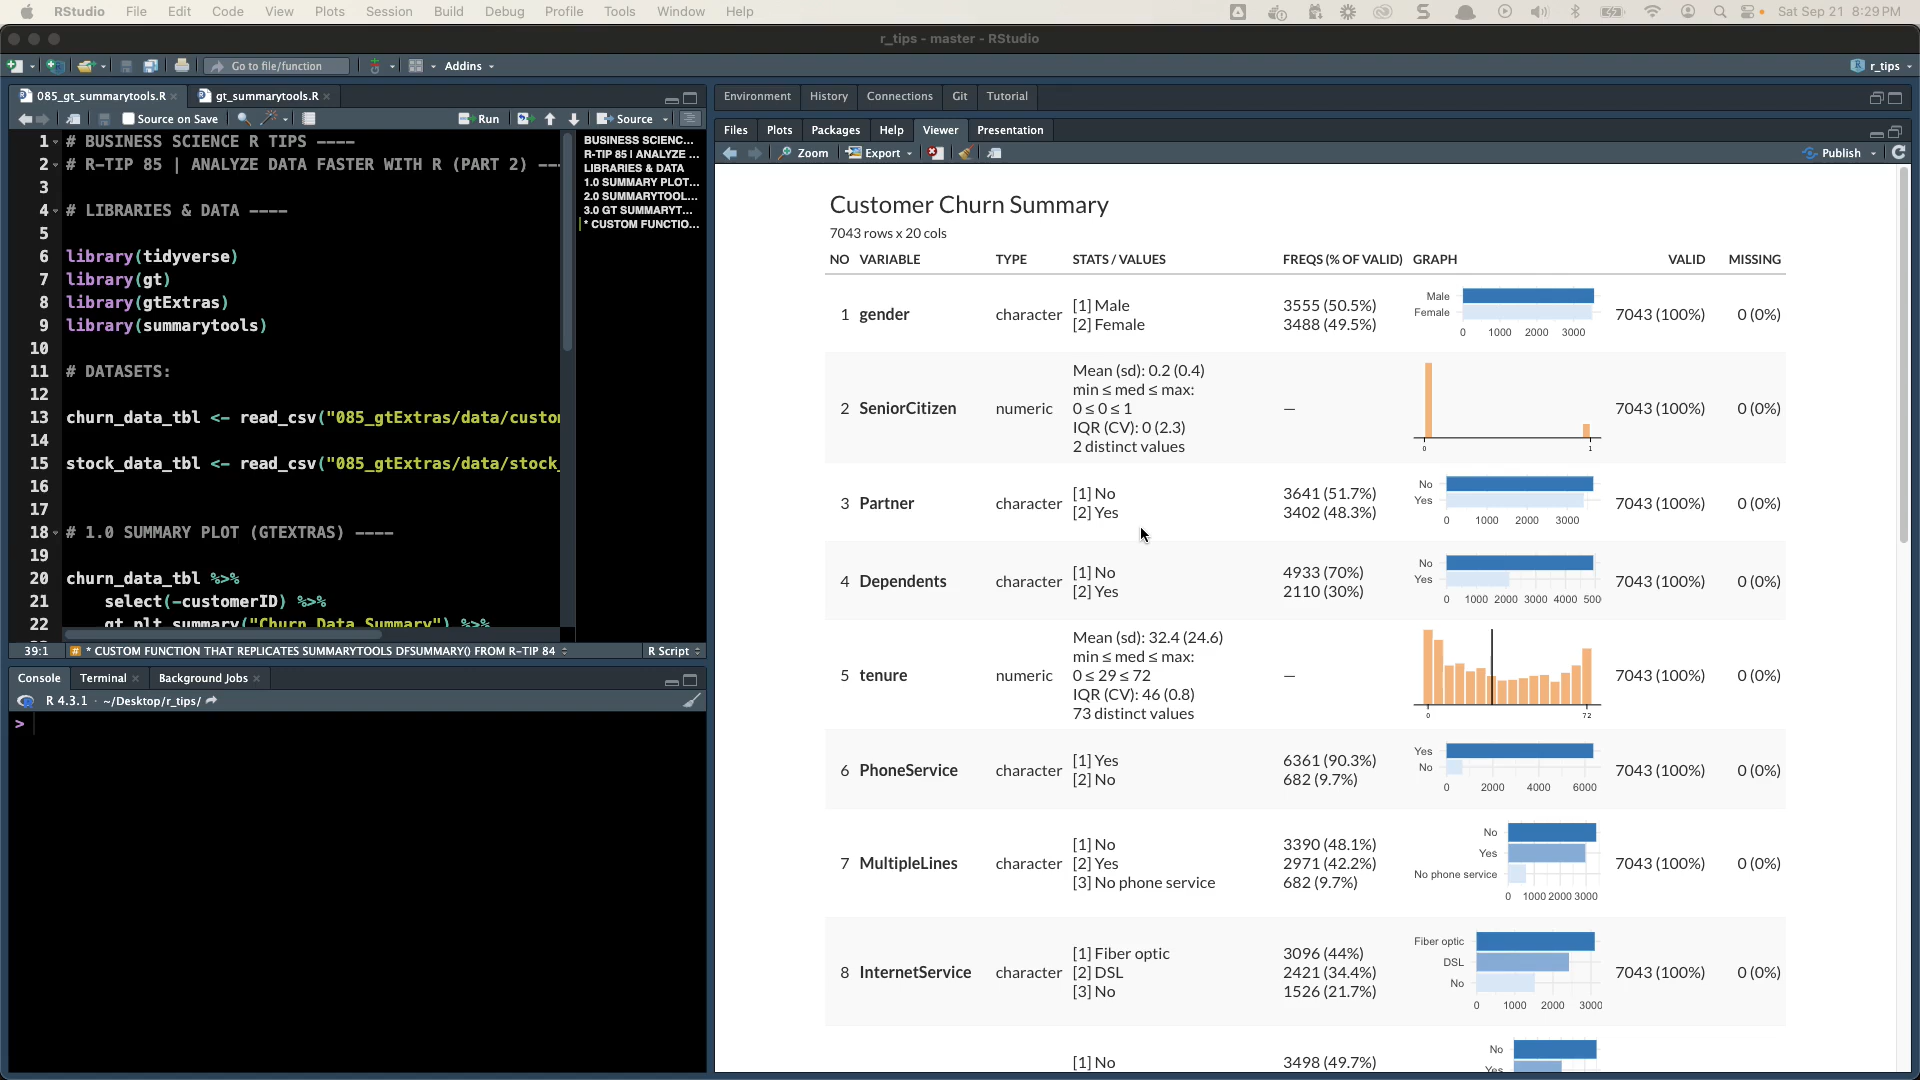 RStudio File Edit Code View Plots Session Build Debug Profile Tools Window Help Sat Sep 21 8:29 PM
r_tips - master - RStudio
Go to file/function Addins r_tips
085_gt_summarytools.R gt_summarytools.R
Source on Save Run Source
1 # BUSINESS SCIENCE R TIPS ----
2 # R-TIP 85 | ANALYZE DATA FASTER WITH R (PART 2) --
3
4 # LIBRARIES & DATA ----
5
6 library(tidyverse)
7 library(gt)
8 library(gtExtras)
9 library(summarytools)
10
11 # DATASETS:
12
13 churn_data_tbl <- read_csv("085_gtExtras/data/custo
14
15 stock_data_tbl <- read_csv("085_gtExtras/data/stock_
16
17
18 # 1.0 SUMMARY PLOT (GTEXTRAS) ----
19
20 churn_data_tbl %>%
21 select(-customerID) %>%
22 gt_plt_summary("Churn Data Summary") %>%
BUSINESS SCIENC...
R-TIP 85 | ANALYZE ...
LIBRARIES & DATA
1.0 SUMMARY PLOT...
2.0 SUMMARYTOOL...
3.0 GT SUMMARYT...
* CUSTOM FUNCTIO...
39:1 # * CUSTOM FUNCTION THAT REPLICATES SUMMARYTOOLS DFSUMMARY() FROM R-TIP 84 R Script
Console Terminal Background Jobs
R 4.3.1 · ~/Desktop/r_tips/
>
Environment History Connections Git Tutorial
Files Plots Packages Help Viewer Presentation
Zoom Export Publish
Customer Churn Summary
7043 rows x 20 cols
NO VARIABLE TYPE STATS / VALUES FREQS (% OF VALID) GRAPH VALID MISSING
1 gender character [1] Male 3555 (50.5%) Male 7043 (100%) 0 (0%)
[2] Female 3488 (49.5%) Female
0 1000 2000 3000
2 SeniorCitizen numeric Mean (sd): 0.2 (0.4) — 7043 (100%) 0 (0%)
min ≤ med ≤ max:
0 ≤ 0 ≤ 1
IQR (CV): 0 (2.3)
2 distinct values
0 1
3 Partner character [1] No 3641 (51.7%) No 7043 (100%) 0 (0%)
[2] Yes 3402 (48.3%) Yes
0 1000 2000 3000
4 Dependents character [1] No 4933 (70%) No 7043 (100%) 0 (0%)
[2] Yes 2110 (30%) Yes
0 1000 2000 3000 4000 500
5 tenure numeric Mean (sd): 32.4 (24.6) — 7043 (100%) 0 (0%)
min ≤ med ≤ max:
0 ≤ 29 ≤ 72
IQR (CV): 46 (0.8)
73 distinct values
0 72
6 PhoneService character [1] Yes 6361 (90.3%) Yes 7043 (100%) 0 (0%)
[2] No 682 (9.7%) No
0 2000 4000 6000
7 MultipleLines character [1] No 3390 (48.1%) No 7043 (100%) 0 (0%)
[2] Yes 2971 (42.2%) Yes
[3] No phone service 682 (9.7%) No phone service
0 1000 2000 3000
8 InternetService character [1] Fiber optic 3096 (44%) Fiber optic 7043 (100%) 0 (0%)
[2] DSL 2421 (34.4%) DSL
[3] No 1526 (21.7%) No
0 1000 2000 3000
[1] No 3498 (49.7%) No
Yes